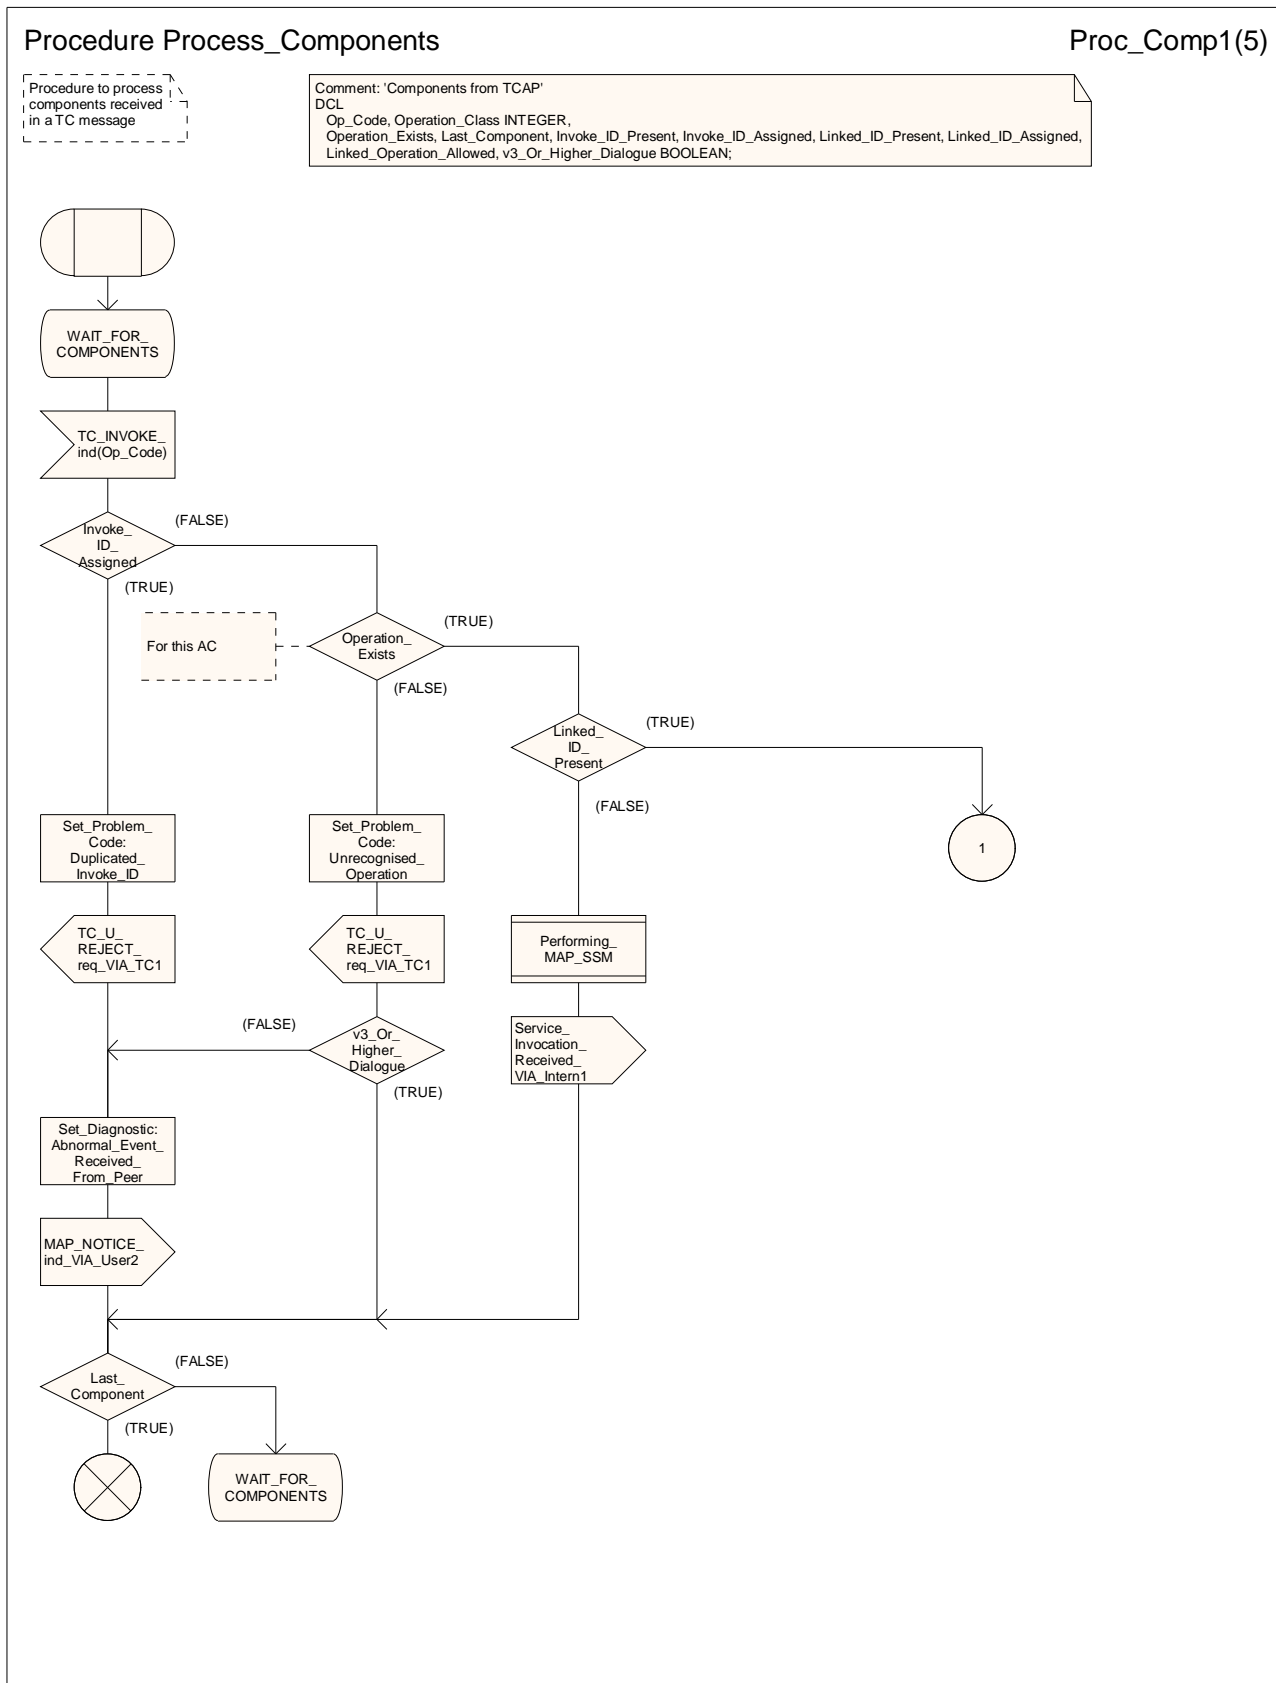 Procedure Process_Components
Proc_Comp1(5)
Procedure to process
components received
in a TC message
Comment: 'Components from TCAP'
DCL
Op_Code, Operation_Class INTEGER,
Operation_Exists, Last_Component, Invoke_ID_Present, Invoke_ID_Assigned, Linked_ID_Present, Linked_ID_Assigned,
Linked_Operation_Allowed, v3_Or_Higher_Dialogue BOOLEAN;
WAIT_FOR_
COMPONENTS
TC_INVOKE_
ind(Op_Code)
Invoke_
ID_
Assigned
(FALSE)
(TRUE)
For this AC
Operation_
Exists
(TRUE)
(FALSE)
Linked_
ID_
Present
(TRUE)
(FALSE)
1
Set_Problem_
Code:
Duplicated_
Invoke_ID
Set_Problem_
Code:
Unrecognised_
Operation
TC_U_
REJECT_
req_VIA_TC1
TC_U_
REJECT_
req_VIA_TC1
Performing_
MAP_SSM
(FALSE)
v3_Or_
Higher_
Dialogue
(TRUE)
Service_
Invocation_
Received_
VIA_Intern1
Set_Diagnostic:
Abnormal_Event_
Received_
From_Peer
MAP_NOTICE_
ind_VIA_User2
Last_
Component
(FALSE)
(TRUE)
WAIT_FOR_
COMPONENTS